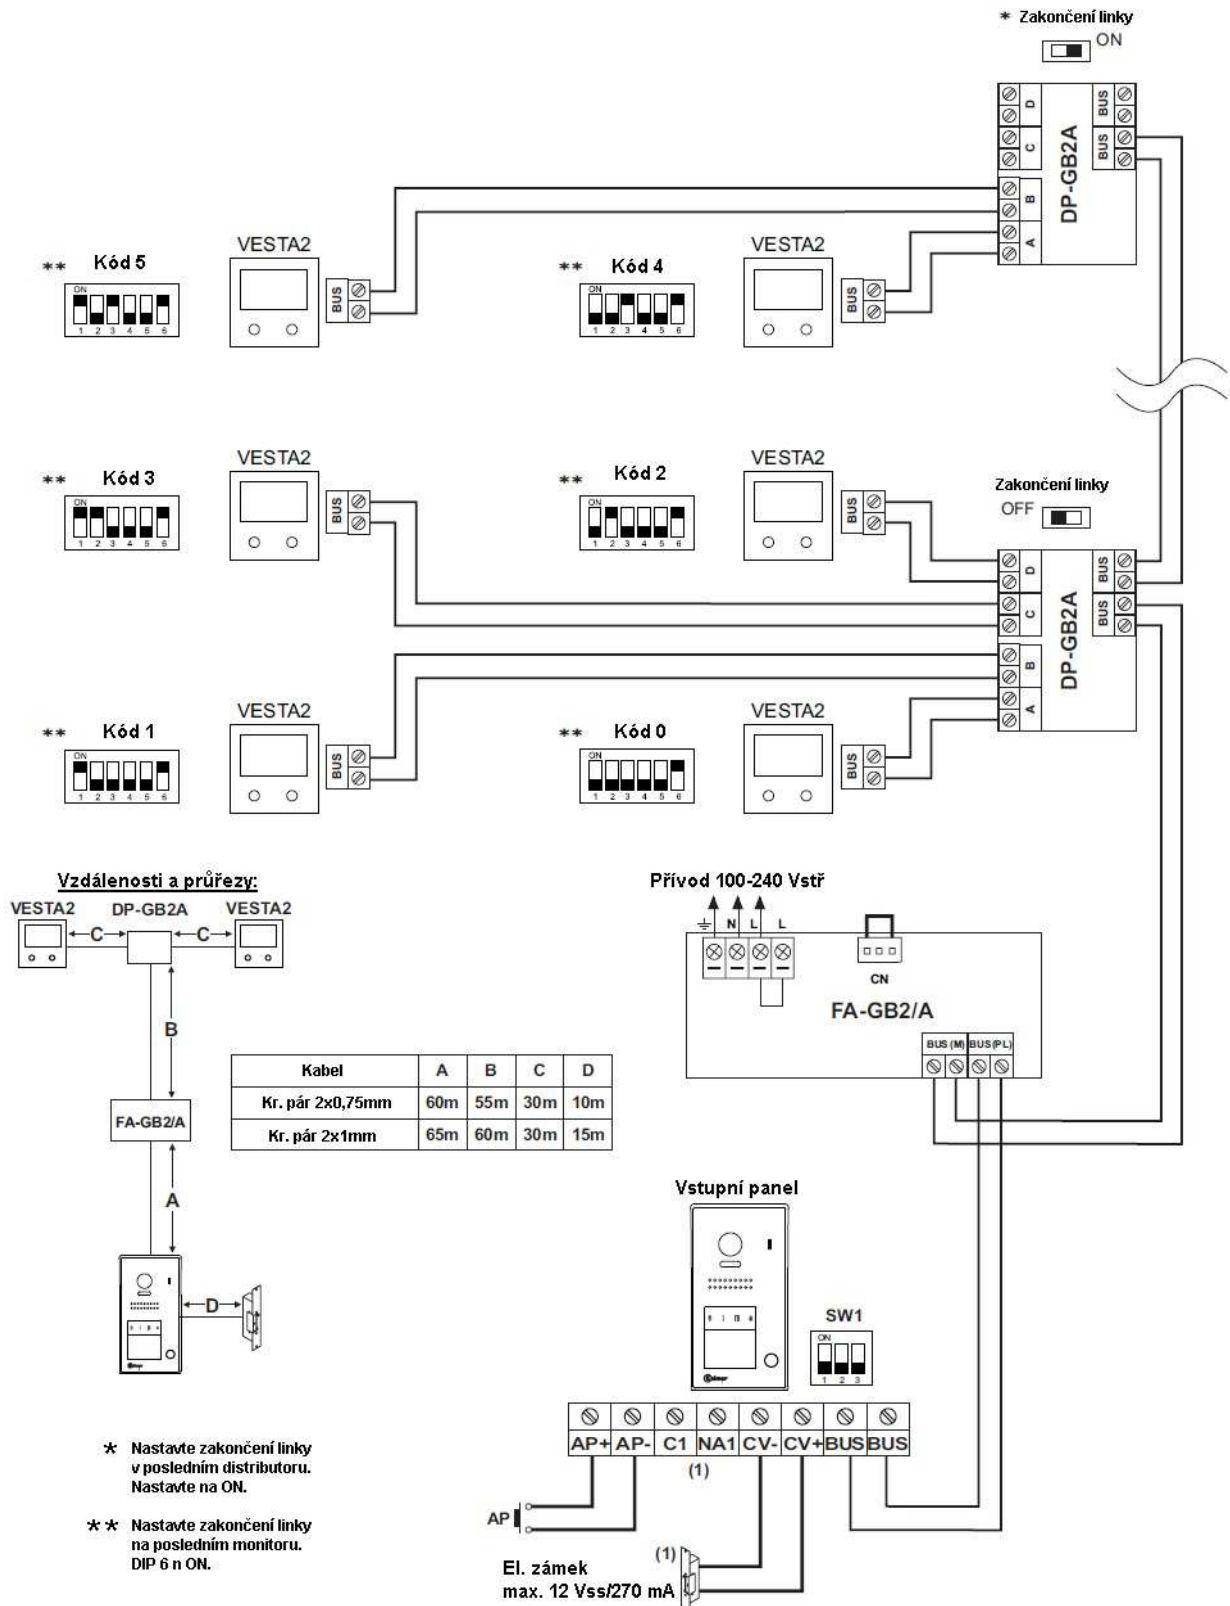 * Zakončení linky
ON
D
C
B
A
BUS
BUS
DP-GB2A
VESTA2
VESTA2
** Kód 5
** Kód 4
ON
1 2 3 4 5 6
BUS
ON
1 2 3 4 5 6
BUS
VESTA2
VESTA2
** Kód 3
** Kód 2
Zakončení linky
OFF
ON
1 2 3 4 5 6
BUS
ON
1 2 3 4 5 6
BUS
D
C
B
A
BUS
BUS
DP-GB2A
VESTA2
VESTA2
** Kód 1
** Kód 0
ON
1 2 3 4 5 6
BUS
ON
1 2 3 4 5 6
BUS
Vzdálenosti a průřezy:
VESTA2 DP-GB2A VESTA2
C C
B
FA-GB2/A
A
D
Kabel A B C D
Kr. pár 2x0,75mm 60m 55m 30m 10m
Kr. pár 2x1mm 65m 60m 30m 15m
Přívod 100-240 Vstř
N L L
CN
FA-GB2/A
BUS (M) BUS (PL)
Vstupní panel
SW1
ON
1 2 3
AP+ AP- C1 NA1 CV- CV+ BUS BUS
(1)
AP
(1)
El. zámek
max. 12 Vss/270 mA
* Nastavte zakončení linky
v posledním distributoru.
Nastavte na ON.
** Nastavte zakončení linky
na posledním monitoru.
DIP 6 n ON.